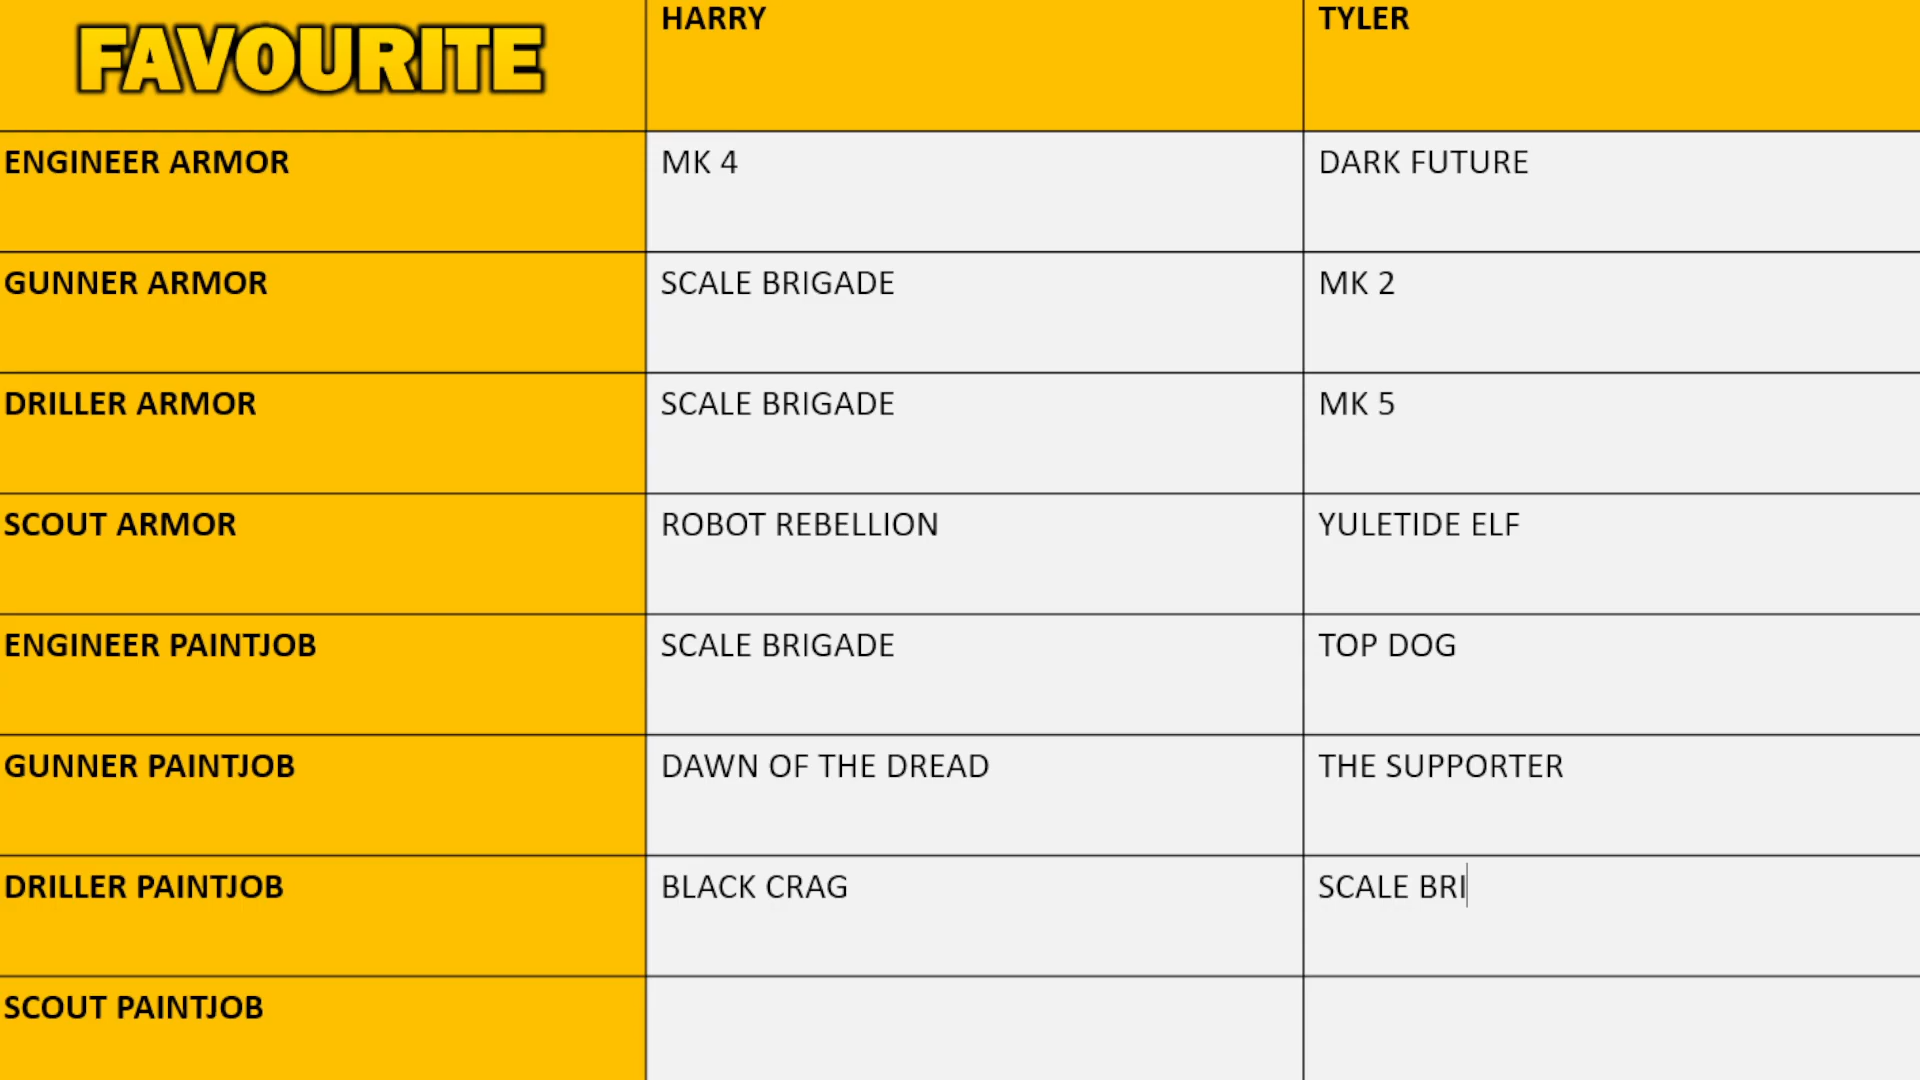 FAVOURITE HARRY TYLER
ENGINEER ARMOR MK 4 DARK FUTURE
GUNNER ARMOR SCALE BRIGADE MK 2
DRILLER ARMOR SCALE BRIGADE MK 5
SCOUT ARMOR ROBOT REBELLION YULETIDE ELF
ENGINEER PAINTJOB SCALE BRIGADE TOP DOG
GUNNER PAINTJOB DAWN OF THE DREAD THE SUPPORTER
DRILLER PAINTJOB BLACK CRAG SCALE BRI
SCOUT PAINTJOB